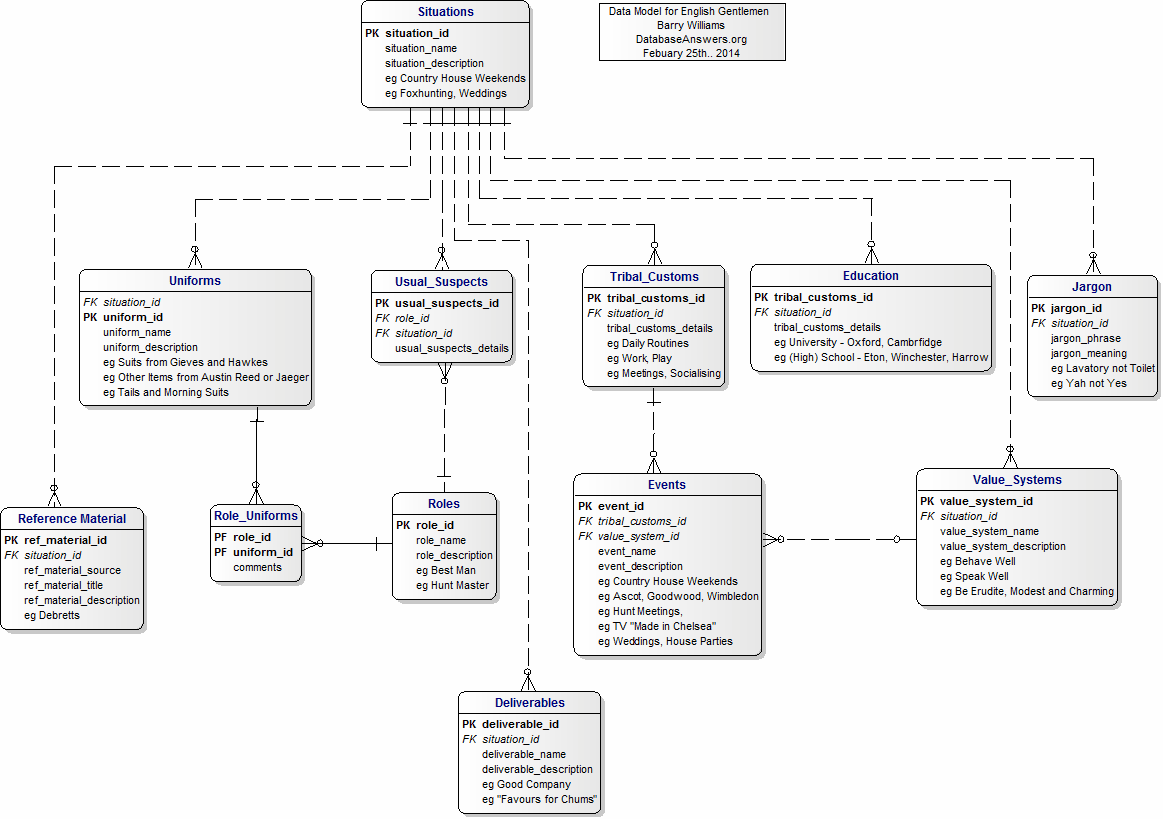 Situations
PK situation_id
situation_name
situation_description
eg Country House Weekends
eg Foxhunting, Weddings
Data Model for English Gentlemen
Barry Williams
DatabaseAnswers.org
Febuary 25th.. 2014
Uniforms
FK situation_id
PK uniform_id
uniform_name
uniform_description
eg Suits from Gieves and Hawkes
eg Other Items from Austin Reed or Jaeger
eg Tails and Morning Suits
Usual_Suspects
PK usual_suspects_id
FK role_id
FK situation_id
usual_suspects_details
Tribal_Customs
PK tribal_customs_id
FK situation_id
tribal_customs_details
eg Daily Routines
eg Work, Play
eg Meetings, Socialising
Education
PK tribal_customs_id
FK situation_id
tribal_customs_details
eg University - Oxford, Cambrfidge
eg (High) School - Eton, Winchester, Harrow
Jargon
PK jargon_id
FK situation_id
jargon_phrase
jargon_meaning
eg Lavatory not Toilet
eg Yah not Yes
Reference Material
PK ref_material_id
FK situation_id
ref_material_source
ref_material_title
ref_material_description
eg Debretts
Role_Uniforms
PF role_id
PF uniform_id
comments
Roles
PK role_id
role_name
role_description
eg Best Man
eg Hunt Master
Events
PK event_id
FK tribal_customs_id
FK value_system_id
event_name
event_description
eg Country House Weekends
eg Ascot, Goodwood, Wimbledon
eg Hunt Meetings,
eg TV "Made in Chelsea"
eg Weddings, House Parties
Value_Systems
PK value_system_id
FK situation_id
value_system_name
value_system_description
eg Behave Well
eg Speak Well
eg Be Erudite, Modest and Charming
Deliverables
PK deliverable_id
FK situation_id
deliverable_name
deliverable_description
eg Good Company
eg "Favours for Chums"